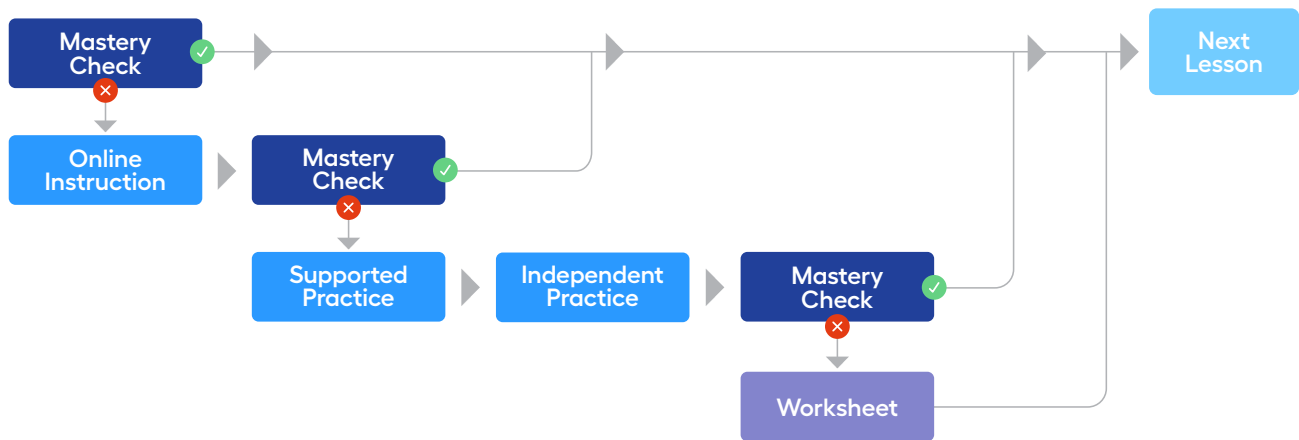 Mastery
Check
Next
Lesson
Online
Instruction
Mastery
Check
Supported
Practice
Independent
Practice
Mastery
Check
Worksheet